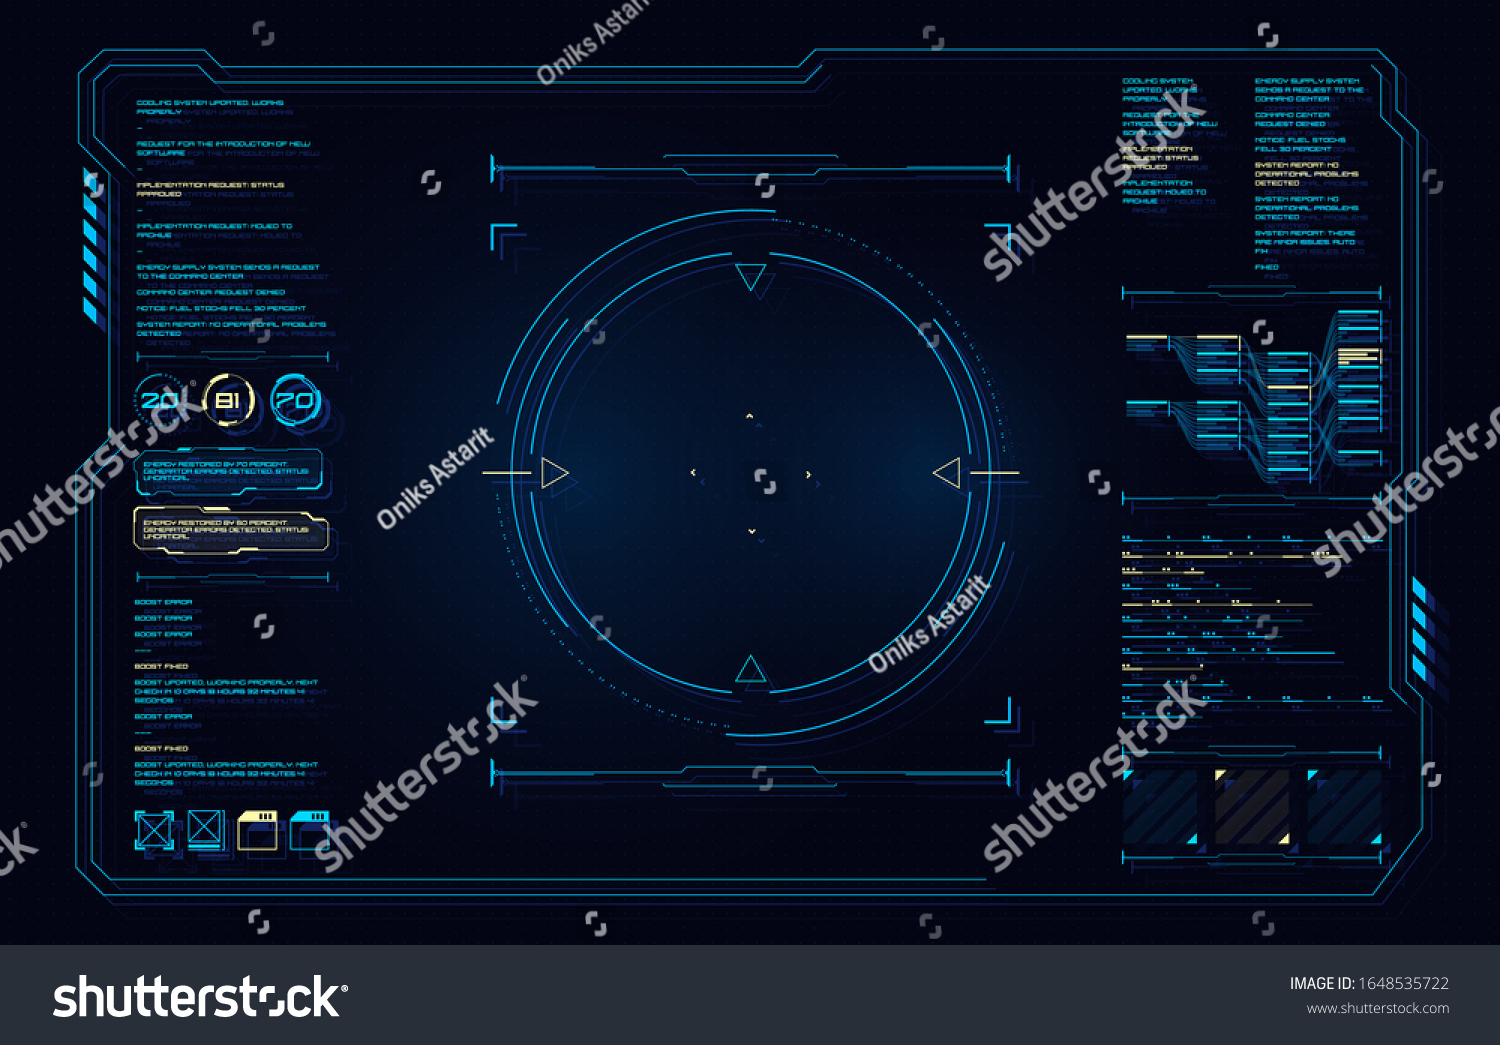 COOLING SYSTEM UPDATED, WORKS
PROPERLY
REQUEST FOR THE INTRODUCTION OF NEW
SOFTWARE
IMPLEMENTATION REQUEST: STATUS
APPROVED
IMPLEMENTATION REQUEST: MOVED TO
ARCHIVE
ENERGY SUPPLY SYSTEM SENDS A REQUEST
TO THE COMMAND CENTER
COMMAND CENTER: REQUEST DENIED
NOTICE: FUEL STOCKS FELL 30 PERCENT
SYSTEM REPORT: NO OPERATIONAL PROBLEMS
DETECTED
20
81
70
ENERGY RESTORED BY 70 PERCENT.
GENERATOR ERRORS DETECTED. STATUS:
UNCRITICAL
ENERGY RESTORED BY 80 PERCENT.
GENERATOR ERRORS DETECTED. STATUS:
UNCRITICAL
BOOST ERROR
BOOST ERROR
BOOST ERROR
BOOST FIXED
BOOST UPDATED, WORKING PROPERLY. NEXT
CHECK IN 10 DAYS 18 HOURS 32 MINUTES 41
SECONDS
BOOST ERROR
BOOST FIXED
BOOST UPDATED, WORKING PROPERLY. NEXT
CHECK IN 10 DAYS 18 HOURS 32 MINUTES 41
SECONDS
COOLING SYSTEM
UPDATED, WORKS
PROPERLY
REQUEST FOR THE
INTRODUCTION OF NEW
SOFTWARE
IMPLEMENTATION
REQUEST: STATUS
APPROVED
IMPLEMENTATION
REQUEST: MOVED TO
ARCHIVE
ENERGY SUPPLY SYSTEM
SENDS A REQUEST TO THE
COMMAND CENTER
COMMAND CENTER:
REQUEST DENIED
NOTICE: FUEL STOCKS
FELL 30 PERCENT
SYSTEM REPORT: NO
OPERATIONAL PROBLEMS
DETECTED
SYSTEM REPORT: NO
OPERATIONAL PROBLEMS
DETECTED
SYSTEM REPORT: THERE
ARE MINOR ISSUES. AUTO
FIX
FIXED
Oniks Astarit
Oniks Astarit
Oniks Astarit
shutterstock
shutterstock
shutterstock
shutterstock
shutterstock
shutterstock®
IMAGE ID: 1648535722
www.shutterstock.com